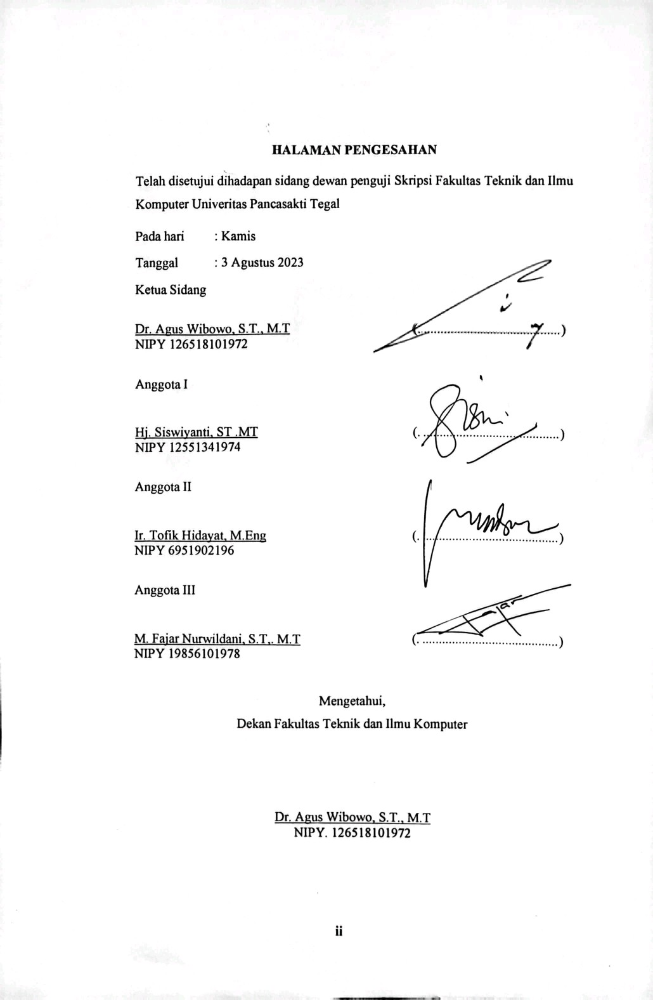 HALAMAN PENGESAHAN
Telah disetujui dihadapan sidang dewan penguji Skripsi Fakultas Teknik dan Ilmu
Komputer Univeritas Pancasakti Tegal
Pada hari : Kamis
Tanggal : 3 Agustus 2023
Ketua Sidang
Dr. Agus Wibowo, S.T., M.T (..........................................)
NIPY 126518101972
Anggota I
Hj. Siswiyanti, ST .MT (..........................................)
NIPY 12551341974
Anggota II
Ir. Tofik Hidayat, M.Eng (..........................................)
NIPY 6951902196
Anggota III
Fajar
M. Fajar Nurwildani, S.T,. M.T (..........................................)
NIPY 19856101978
Mengetahui,
Dekan Fakultas Teknik dan Ilmu Komputer
Dr. Agus Wibowo, S.T., M.T
NIPY. 126518101972
ii